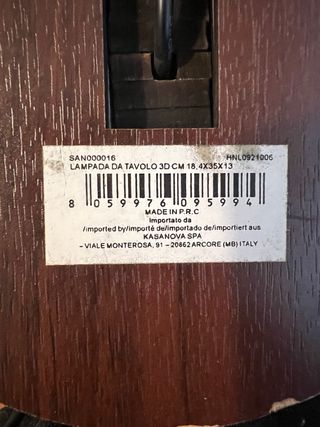 SAN000016 HNL0921006
LAMPADA DA TAVOLO 3D CM 18,4X35X13
8 059976 095994
MADE IN P.R.C
Importato da
/imported by/importé de/importado de/importiert aus
KASANOVA SPA
- VIALE MONTEROSA, 91 - 20862 ARCORE (MB) ITALY